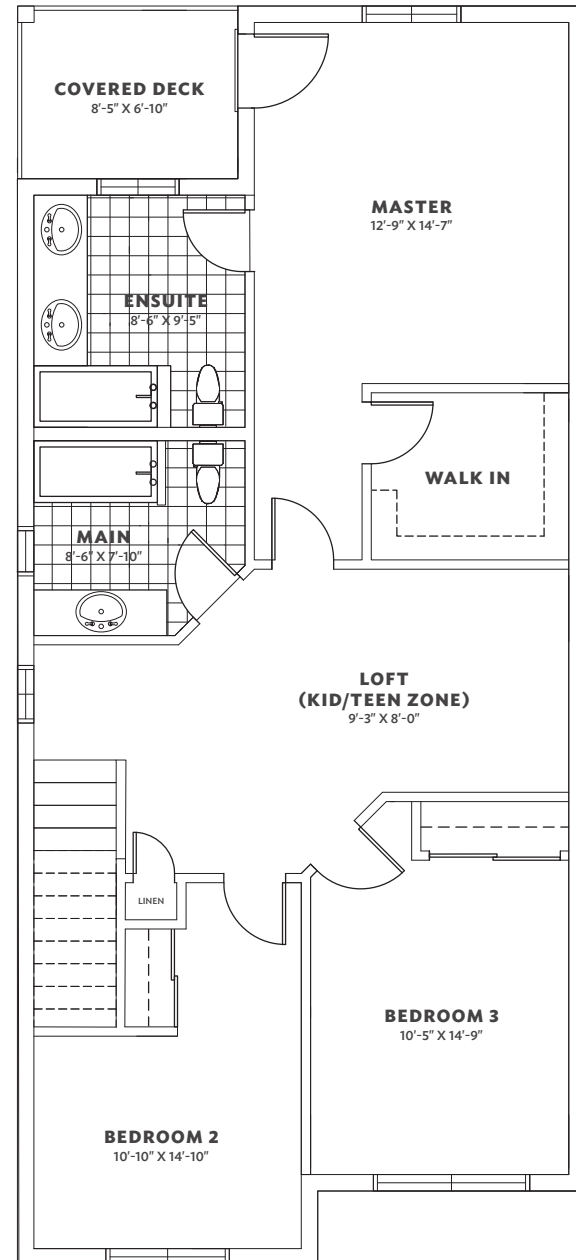 COVERED DECK
8'-5" X 6'-10"
MASTER
12'-9" X 14'-7"
ENSUITE
8'-6" X 9'-5"
WALK IN
MAIN
8'-6" X 7'-10"
LOFT
(KID/TEEN ZONE)
9'-3" X 8'-0"
LINEN
BEDROOM 3
10'-5" X 14'-9"
BEDROOM 2
10'-10" X 14'-10"